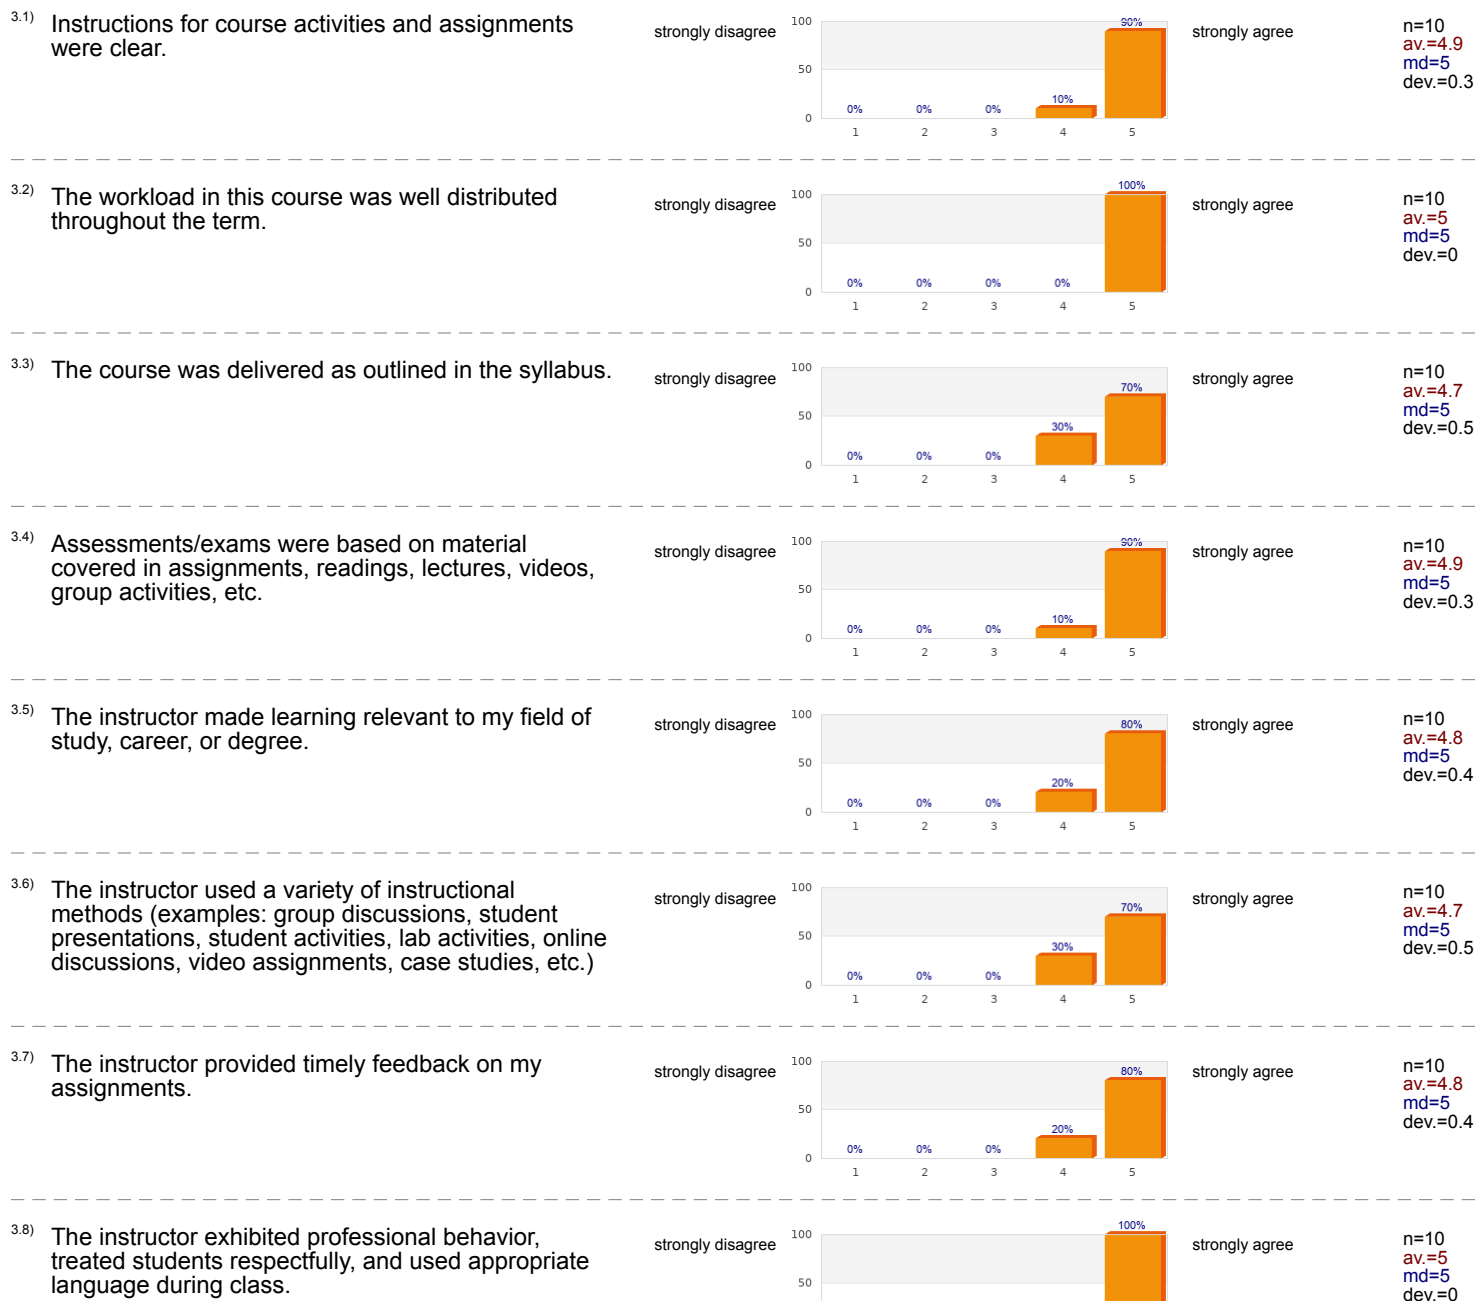 3.1) Instructions for course activities and assignments
were clear.
strongly disagree
100
50
0
0%
0%
0%
10%
90%
1 2 3 4 5
strongly agree
n=10
av.=4.9
md=5
dev.=0.3
3.2) The workload in this course was well distributed
throughout the term.
strongly disagree
100
50
0
0%
0%
0%
0%
100%
1 2 3 4 5
strongly agree
n=10
av.=5
md=5
dev.=0
3.3) The course was delivered as outlined in the syllabus.
strongly disagree
100
50
0
0%
0%
0%
30%
70%
1 2 3 4 5
strongly agree
n=10
av.=4.7
md=5
dev.=0.5
3.4) Assessments/exams were based on material
covered in assignments, readings, lectures, videos,
group activities, etc.
strongly disagree
100
50
0
0%
0%
0%
10%
90%
1 2 3 4 5
strongly agree
n=10
av.=4.9
md=5
dev.=0.3
3.5) The instructor made learning relevant to my field of
study, career, or degree.
strongly disagree
100
50
0
0%
0%
0%
20%
80%
1 2 3 4 5
strongly agree
n=10
av.=4.8
md=5
dev.=0.4
3.6) The instructor used a variety of instructional
methods (examples: group discussions, student
presentations, student activities, lab activities, online
discussions, video assignments, case studies, etc.)
strongly disagree
100
50
0
0%
0%
0%
30%
70%
1 2 3 4 5
strongly agree
n=10
av.=4.7
md=5
dev.=0.5
3.7) The instructor provided timely feedback on my
assignments.
strongly disagree
100
50
0
0%
0%
0%
20%
80%
1 2 3 4 5
strongly agree
n=10
av.=4.8
md=5
dev.=0.4
3.8) The instructor exhibited professional behavior,
treated students respectfully, and used appropriate
language during class.
strongly disagree
100
50
100%
strongly agree
n=10
av.=5
md=5
dev.=0